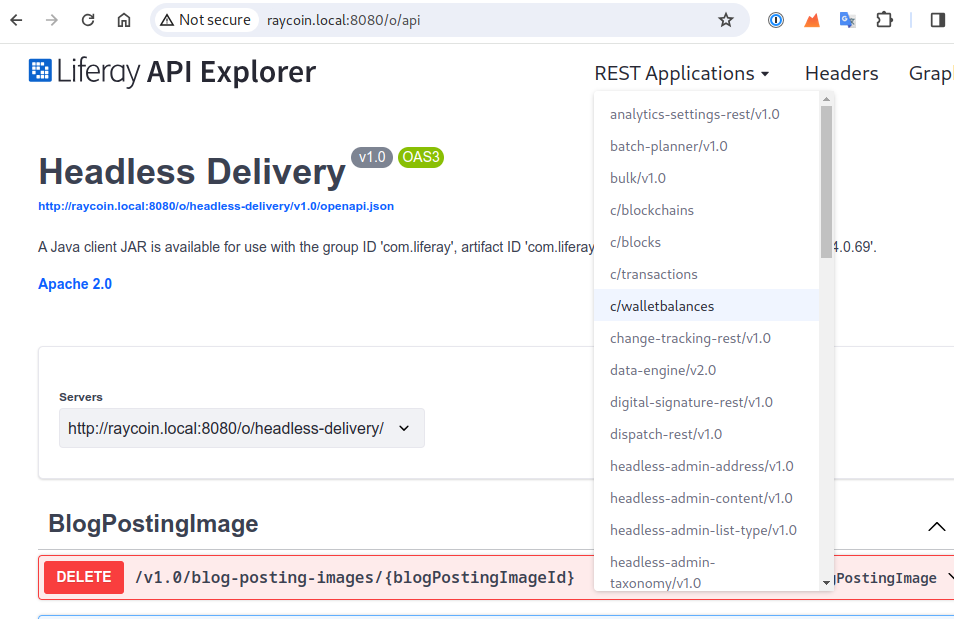 Not secure raycoin.local:8080/o/api
Liferay API Explorer
REST Applications Headers Grap
analytics-settings-rest/v1.0
batch-planner/v1.0
bulk/v1.0
c/blockchains
c/blocks
c/transactions
c/walletbalances
change-tracking-rest/v1.0
data-engine/v2.0
digital-signature-rest/v1.0
dispatch-rest/v1.0
headless-admin-address/v1.0
headless-admin-content/v1.0
headless-admin-list-type/v1.0
headless-admin-
taxonomy/v1.0
Headless Delivery v1.0 OAS3
http://raycoin.local:8080/o/headless-delivery/v1.0/openapi.json
A Java client JAR is available for use with the group ID 'com.liferay', artifact ID 'com.liferay 4.0.69'.
Apache 2.0
Servers
http://raycoin.local:8080/o/headless-delivery/
BlogPostingImage
DELETE /v1.0/blog-posting-images/{blogPostingImageId} gPostingImage